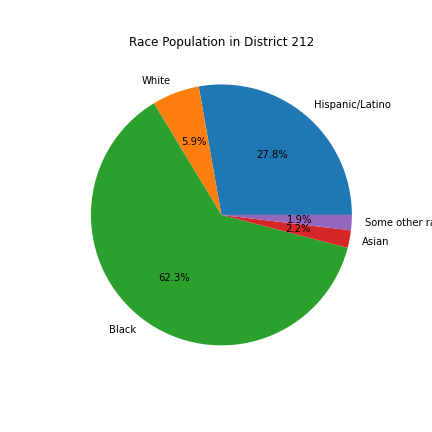 Race Population in District 212
White
Hispanic/Latino
5.9%
27.8%
1.9%
Some other
2.2%
Asian
62.3%
Black